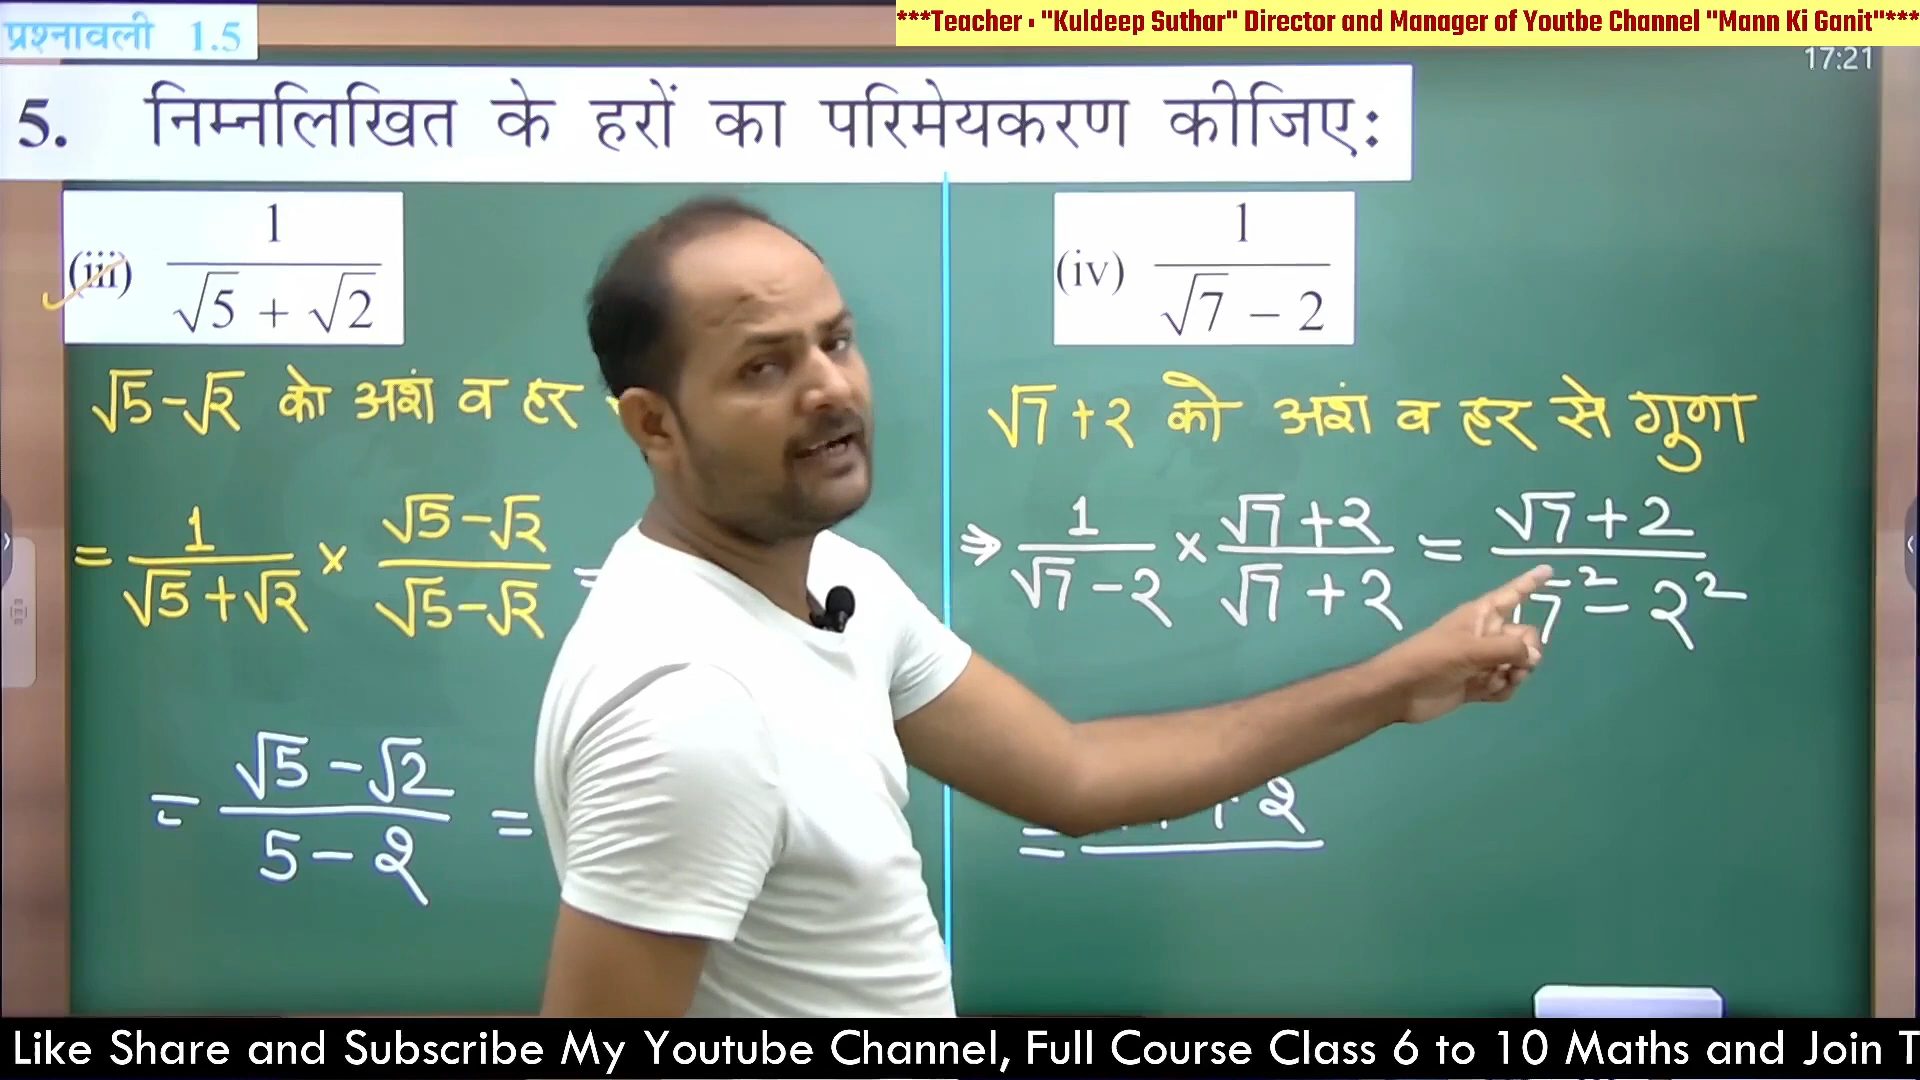 ***Teacher : "Kuldeep Suthar" Director and Manager of Youtbe Channel "Mann Ki Ganit"***
प्रश्नावली 1.5
17:21
5. निम्नलिखित के हरों का परिमेयकरण कीजिए:
(iii) 1
√5 + √2
√5-√2 को अशं व हर
1 × √5-√2
= √5+√2 √5-√2 =
= √5-√2 =
5-2
(iv) 1
√7 – 2
√7+2 को अशं व हर से गुणा
⇒ 1 × √7+2 = √7+2
√7-2 √7+2 √7²-2²
= + 2
Like Share and Subscribe My Youtube Channel, Full Course Class 6 to 10 Maths and Join T